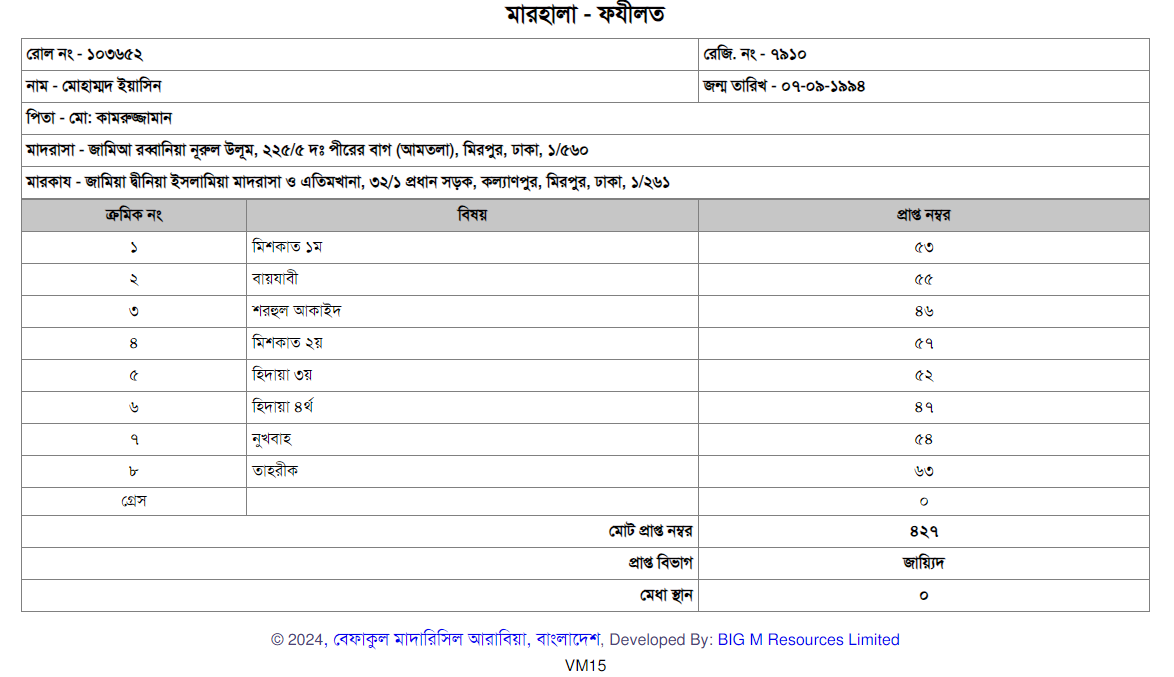 মারহালা - ফযীলত
রোল নং - ১০৩৬৫২ রেজি. নং - ৭৯১০
নাম - মোহাম্মদ ইয়াসিন জন্ম তারিখ - ০৭-০৯-১৯৯৪
পিতা - মো: কামরুজ্জামান
মাদরাসা - জামিআ রব্বানিয়া নূরুল উলূম, ২২৫/৫ দঃ পীরের বাগ (আমতলা), মিরপুর, ঢাকা, ১/৫৬০
মারকায - জামিয়া দ্বীনিয়া ইসলামিয়া মাদরাসা ও এতিমখানা, ৩২/১ প্রধান সড়ক, কল্যাণপুর, মিরপুর, ঢাকা, ১/২৬১
ক্রমিক নং বিষয় প্রাপ্ত নম্বর
১ মিশকাত ১ম ৫৩
২ বায়যাবী ৫৫
৩ শরহুল আকাইদ ৪৬
৪ মিশকাত ২য় ৫৭
৫ হিদায়া ৩য় ৫২
৬ হিদায়া ৪র্থ ৪৭
৭ নুখবাহ ৫৪
৮ তাহরীক ৬৩
গ্রেস ০
মোট প্রাপ্ত নম্বর ৪২৭
প্রাপ্ত বিভাগ জায়্যিদ
মেধা স্থান ০
© 2024, বেফাকুল মাদারিসিল আরাবিয়া, বাংলাদেশ, Developed By: BIG M Resources Limited
VM15